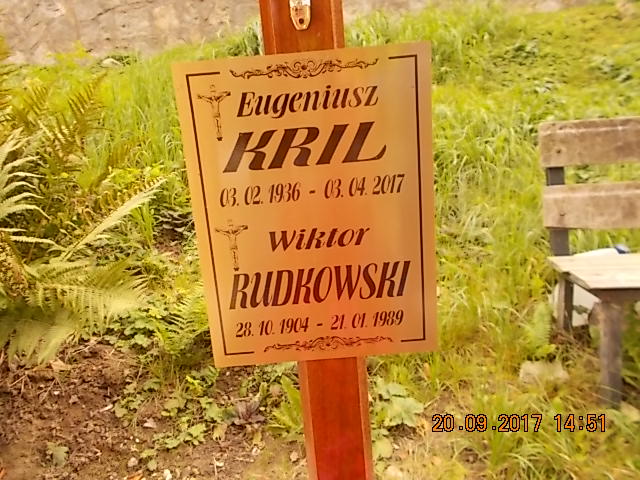 Eugeniusz
KRIL
03.02.1936 - 03.04.2017
Wiktor
RUDKOWSKI
28.10.1904 - 21.01.1989
20.09.2017 14:51